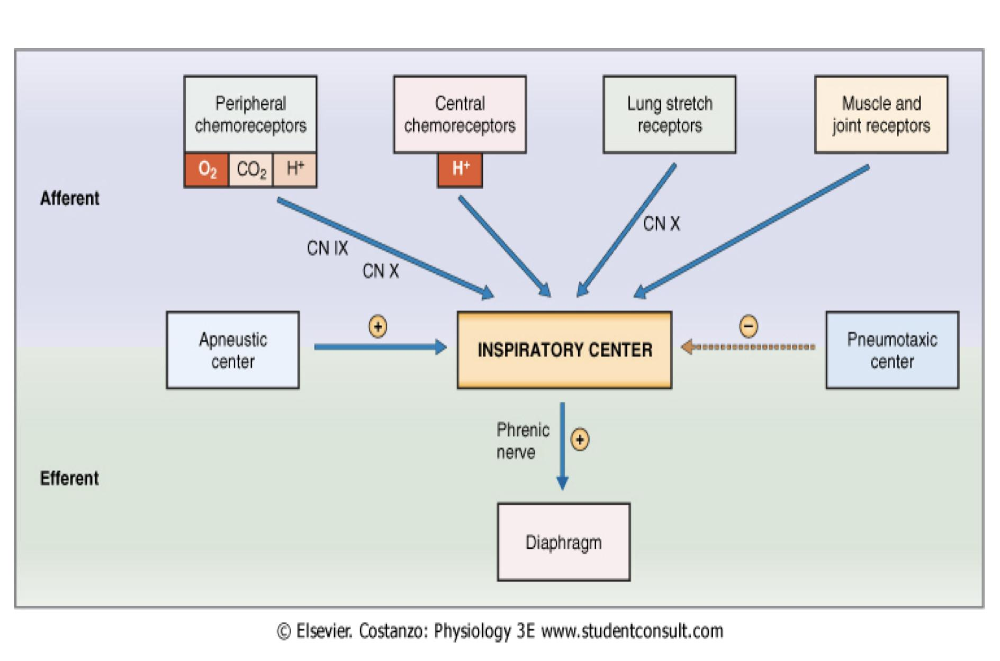 Peripheral
chemoreceptors
O₂ CO₂ H⁺
Central
chemoreceptors
H⁺
Lung stretch
receptors
Muscle and
joint receptors
Afferent
CN IX
CN X
CN X
Apneustic
center
+
INSPIRATORY CENTER
−
Pneumotaxic
center
Phrenic
nerve
+
Efferent
Diaphragm
© Elsevier. Costanzo: Physiology 3E www.studentconsult.com